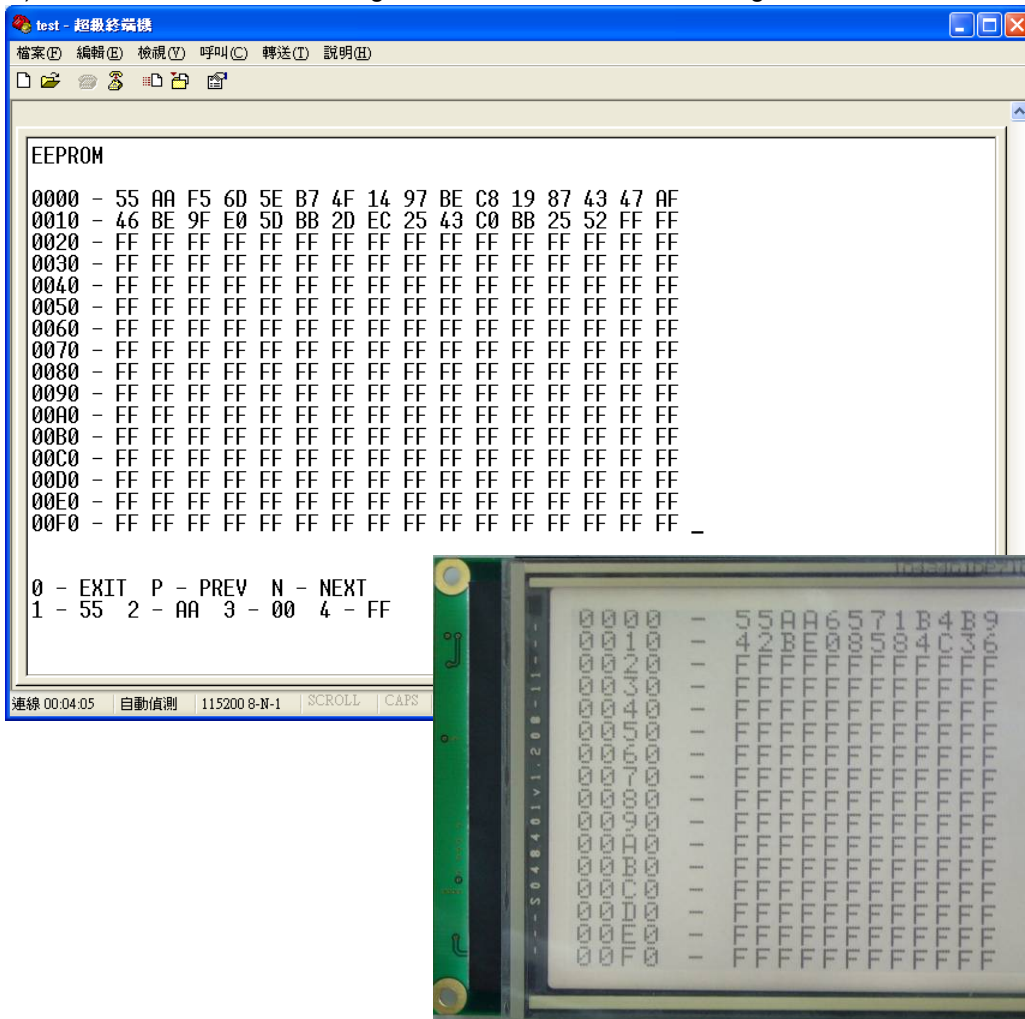 test - 超級終端機
檔案(F) 編輯(E) 檢視(V) 呼叫(C) 轉送(T) 說明(H)
EEPROM
0000 - 55 AA F5 6D 5E B7 4F 14 97 BE C8 19 87 43 47 AF
0010 - 46 BE 9F E0 5D BB 2D EC 25 43 C0 BB 25 52 FF FF
0020 - FF FF FF FF FF FF FF FF FF FF FF FF FF FF FF FF
0030 - FF FF FF FF FF FF FF FF FF FF FF FF FF FF FF FF
0040 - FF FF FF FF FF FF FF FF FF FF FF FF FF FF FF FF
0050 - FF FF FF FF FF FF FF FF FF FF FF FF FF FF FF FF
0060 - FF FF FF FF FF FF FF FF FF FF FF FF FF FF FF FF
0070 - FF FF FF FF FF FF FF FF FF FF FF FF FF FF FF FF
0080 - FF FF FF FF FF FF FF FF FF FF FF FF FF FF FF FF
0090 - FF FF FF FF FF FF FF FF FF FF FF FF FF FF FF FF
00A0 - FF FF FF FF FF FF FF FF FF FF FF FF FF FF FF FF
00B0 - FF FF FF FF FF FF FF FF FF FF FF FF FF FF FF FF
00C0 - FF FF FF FF FF FF FF FF FF FF FF FF FF FF FF FF
00D0 - FF FF FF FF FF FF FF FF FF FF FF FF FF FF FF FF
00E0 - FF FF FF FF FF FF FF FF FF FF FF FF FF FF FF FF
00F0 - FF FF FF FF FF FF FF FF FF FF FF FF FF FF FF FF _
0 - EXIT P - PREV N - NEXT
1 - 55 2 - AA 3 - 00 4 - FF
連線 00:04:05 自動偵測 115200 8-N-1 SCROLL CAPS
0000 - 55AA6571B4B9
0010 - 42BE08584C36
0020 - FFFFFFFFFFFF
0030 - FFFFFFFFFFFF
0040 - FFFFFFFFFFFF
0050 - FFFFFFFFFFFF
0060 - FFFFFFFFFFFF
0070 - FFFFFFFFFFFF
0080 - FFFFFFFFFFFF
0090 - FFFFFFFFFFFF
00A0 - FFFFFFFFFFFF
00B0 - FFFFFFFFFFFF
00C0 - FFFFFFFFFFFF
00D0 - FFFFFFFFFFFF
00E0 - FFFFFFFFFFFF
00F0 - FFFFFFFFFFFF
---S048401v1.208-11---